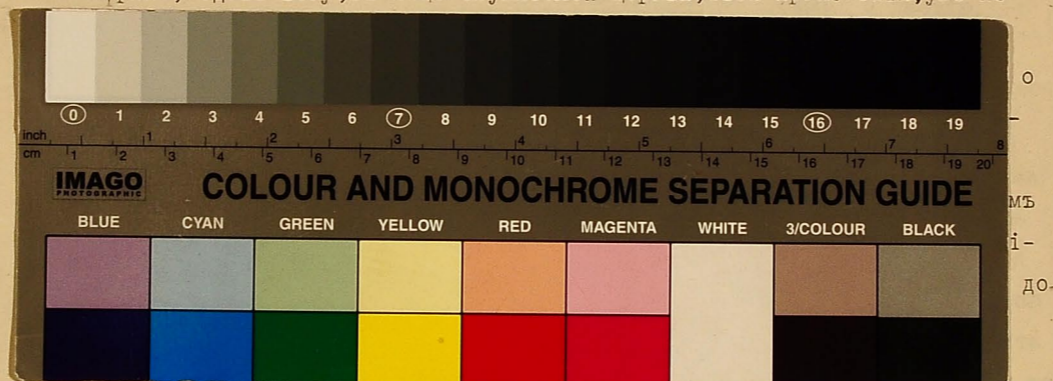 0 1 2 3 4 5 6 7 8 9 10 11 12 13 14 15 16 17 18 19
inch 1 2 3 4 5 6 7 8
cm 1 2 3 4 5 6 7 8 9 10 11 12 13 14 15 16 17 18 19 20
IMAGO
PHOTOGRAPHIC
COLOUR AND MONOCHROME SEPARATION GUIDE
BLUE CYAN GREEN YELLOW RED MAGENTA WHITE 3/COLOUR BLACK
о
мъ
і-
до-